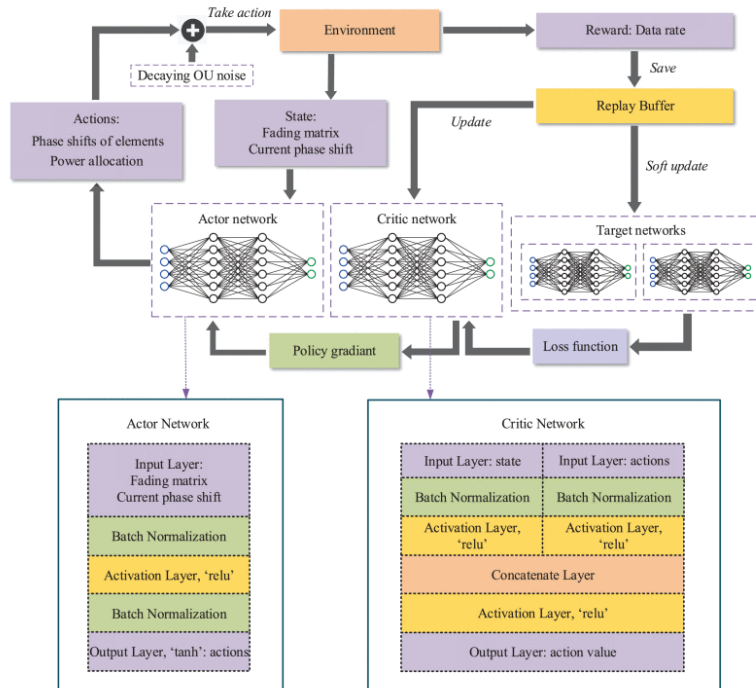 Take action
Environment
Reward: Data rate
Decaying OU noise
Save
Actions:
Phase shifts of elements
Power allocation
State:
Fading matrix
Current phase shift
Update
Replay Buffer
Soft update
Actor network
Critic network
Target networks
Policy gradiant
Loss function
Actor Network
Input Layer:
Fading matrix
Current phase shift
Batch Normalization
Activation Layer, ‘relu’
Batch Normalization
Output Layer, ‘tanh’: actions
Critic Network
Input Layer: state
Input Layer: actions
Batch Normalization
Batch Normalization
Activation Layer,
‘relu’
Activation Layer,
‘relu’
Concatenate Layer
Activation Layer, ‘relu’
Output Layer: action value